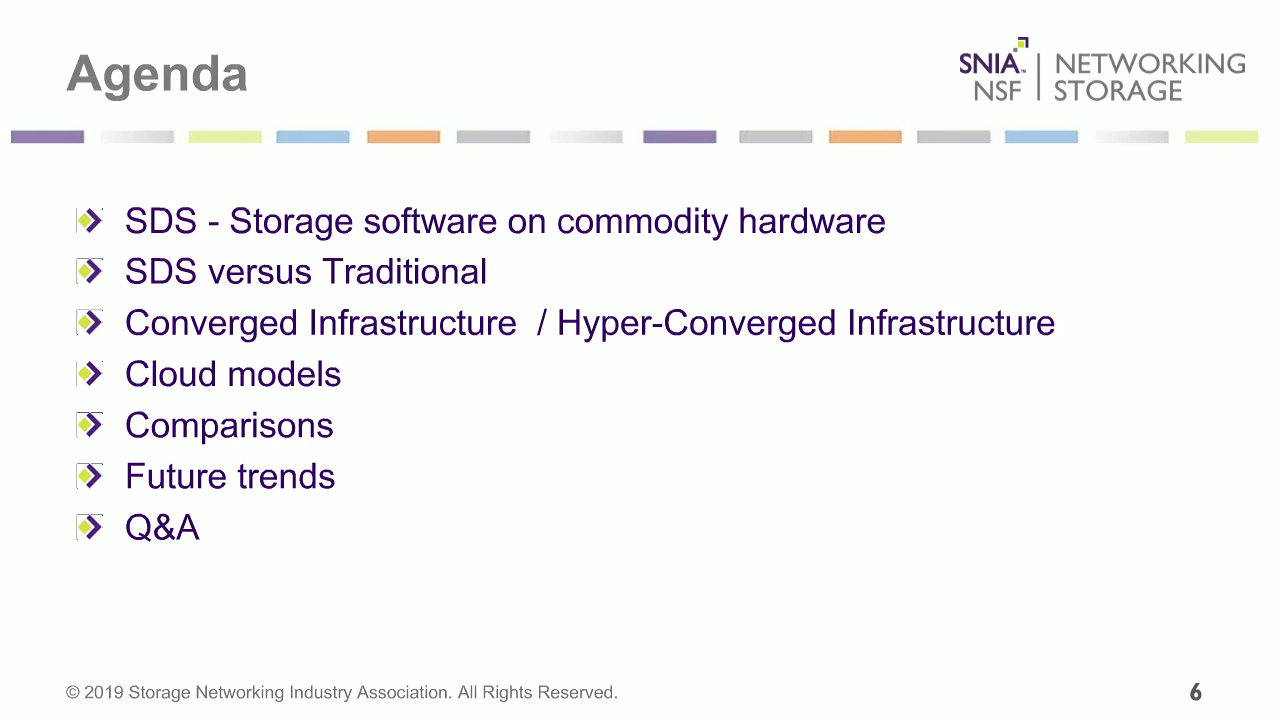 Agenda
SNIA™ | NETWORKING
NSF | STORAGE
SDS - Storage software on commodity hardware
SDS versus Traditional
Converged Infrastructure / Hyper-Converged Infrastructure
Cloud models
Comparisons
Future trends
Q&A
© 2019 Storage Networking Industry Association. All Rights Reserved.
6